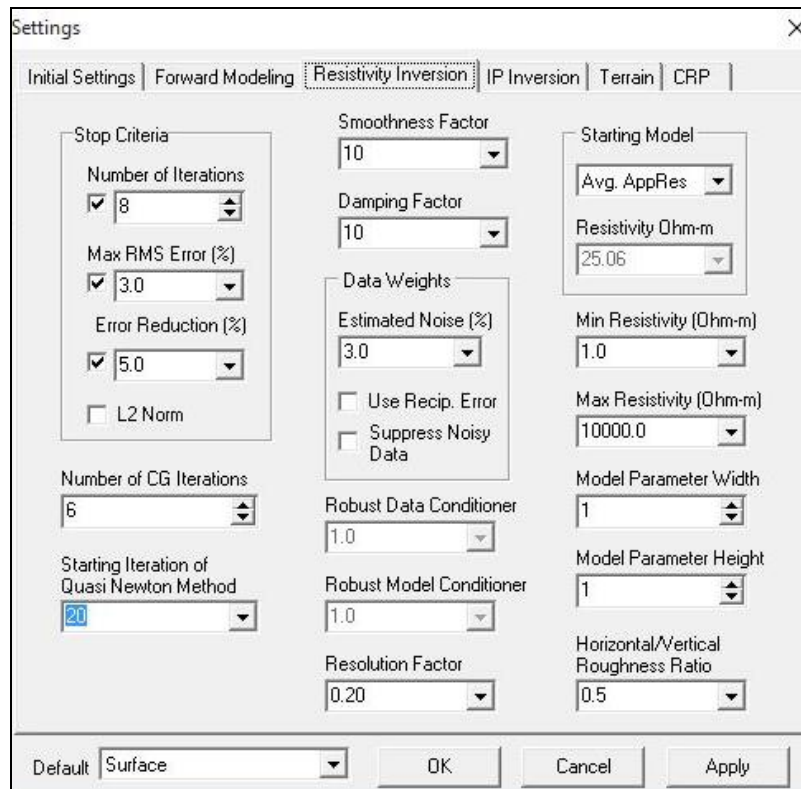 Settings
Initial Settings
Forward Modeling
Resistivity Inversion
IP Inversion
Terrain
CRP
Stop Criteria
Number of Iterations
8
Max RMS Error (%)
3.0
Error Reduction (%)
5.0
L2 Norm
Number of CG Iterations
6
Starting Iteration of
Quasi Newton Method
20
Smoothness Factor
10
Damping Factor
10
Data Weights
Estimated Noise (%)
3.0
Use Recip. Error
Suppress Noisy
Data
Robust Data Conditioner
1.0
Robust Model Conditioner
1.0
Resolution Factor
0.20
Starting Model
Avg. AppRes
Resistivity Ohm-m
25.06
Min Resistivity (Ohm-m)
1.0
Max Resistivity (Ohm-m)
10000.0
Model Parameter Width
1
Model Parameter Height
1
Horizontal/Vertical
Roughness Ratio
0.5
Default
Surface
OK
Cancel
Apply